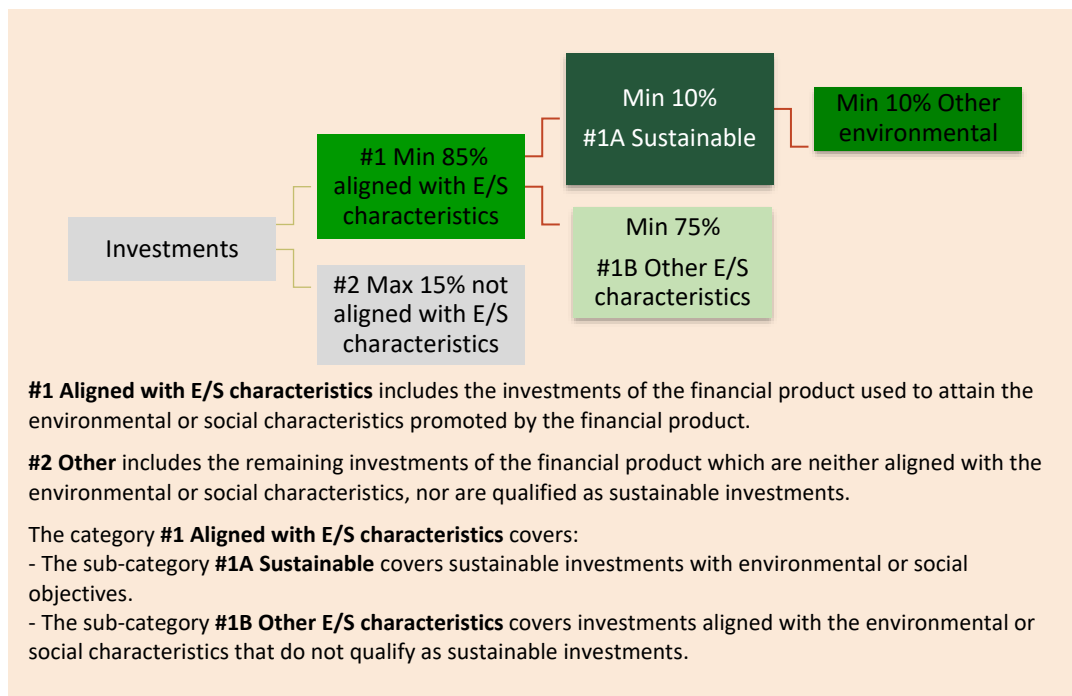 Min 10%
#1A Sustainable
Min 10% Other
environmental
#1 Min 85%
aligned with E/S
characteristics
Investments
Min 75%
#1B Other E/S
characteristics
#2 Max 15% not
aligned with E/S
characteristics
#1 Aligned with E/S characteristics includes the investments of the financial product used to attain the
environmental or social characteristics promoted by the financial product.
#2 Other includes the remaining investments of the financial product which are neither aligned with the
environmental or social characteristics, nor are qualified as sustainable investments.
The category #1 Aligned with E/S characteristics covers:
- The sub-category #1A Sustainable covers sustainable investments with environmental or social
objectives.
- The sub-category #1B Other E/S characteristics covers investments aligned with the environmental or
social characteristics that do not qualify as sustainable investments.